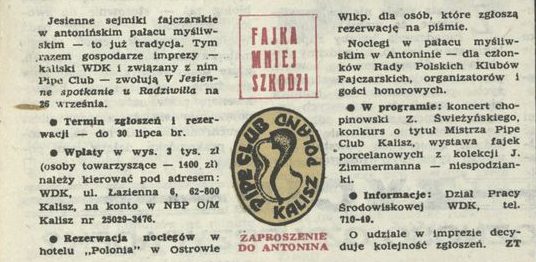 Jesienne sejmiki fajczarskie
w antonińskim pałacu myśliw-
skim — to już tradycja. Tym
razem gospodarze imprezy —
kaliski WDK i związany z nim
Pipe Club — zwołują V Jesien-
ne spotkanie u Radziwiłła na
26 września.
● Termin zgłoszeń i rezer-
wacji — do 30 lipca br.
● Wpłaty w wys. 3 tys. zł
(osoby towarzyszące — 1400 zł)
należy kierować pod adresem:
WDK, ul. Łazienna 6, 62-800
Kalisz, na konto w NBP O/M
Kalisz nr 25029-3476.
● Rezerwacja noclegów w
hotelu „Polonia" w Ostrowie
FAJKA
MNIEJ
SZKODZI
PIPE CLUB
KALISZ
POLAND
ZAPROSZENIE
DO ANTONINA
Wlkp. dla osób, które zgłoszą
rezerwację na piśmie.
Noclegi w pałacu myśliw-
skim w Antoninie — dla człon-
ków Rady Polskich Klubów
Fajczarskich, organizatorów i
gości honorowych.
● W programie: koncert cho-
pinowski Z. Świeżyńskiego,
konkurs o tytuł Mistrza Pipe
Club Kalisz, wystawa fajek
porcelanowych z kolekcji J.
Zimmermanna — niespodzian-
ki.
● Informacje: Dział Pracy
Środowiskowej WDK, tel.
710-49.
O udziale w imprezie decy-
duje kolejność zgłoszeń. ZT